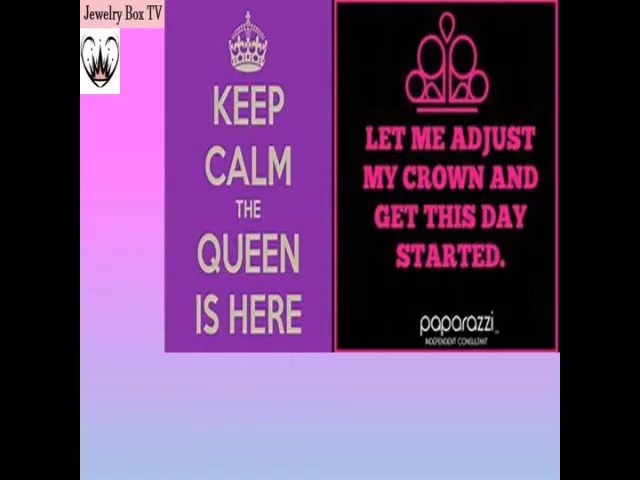 Jewelry Box TV
KEEP
CALM
THE
QUEEN
IS HERE
LET ME ADJUST
MY CROWN AND
GET THIS DAY
STARTED.
paparazzi
INDEPENDENT CONSULTANT